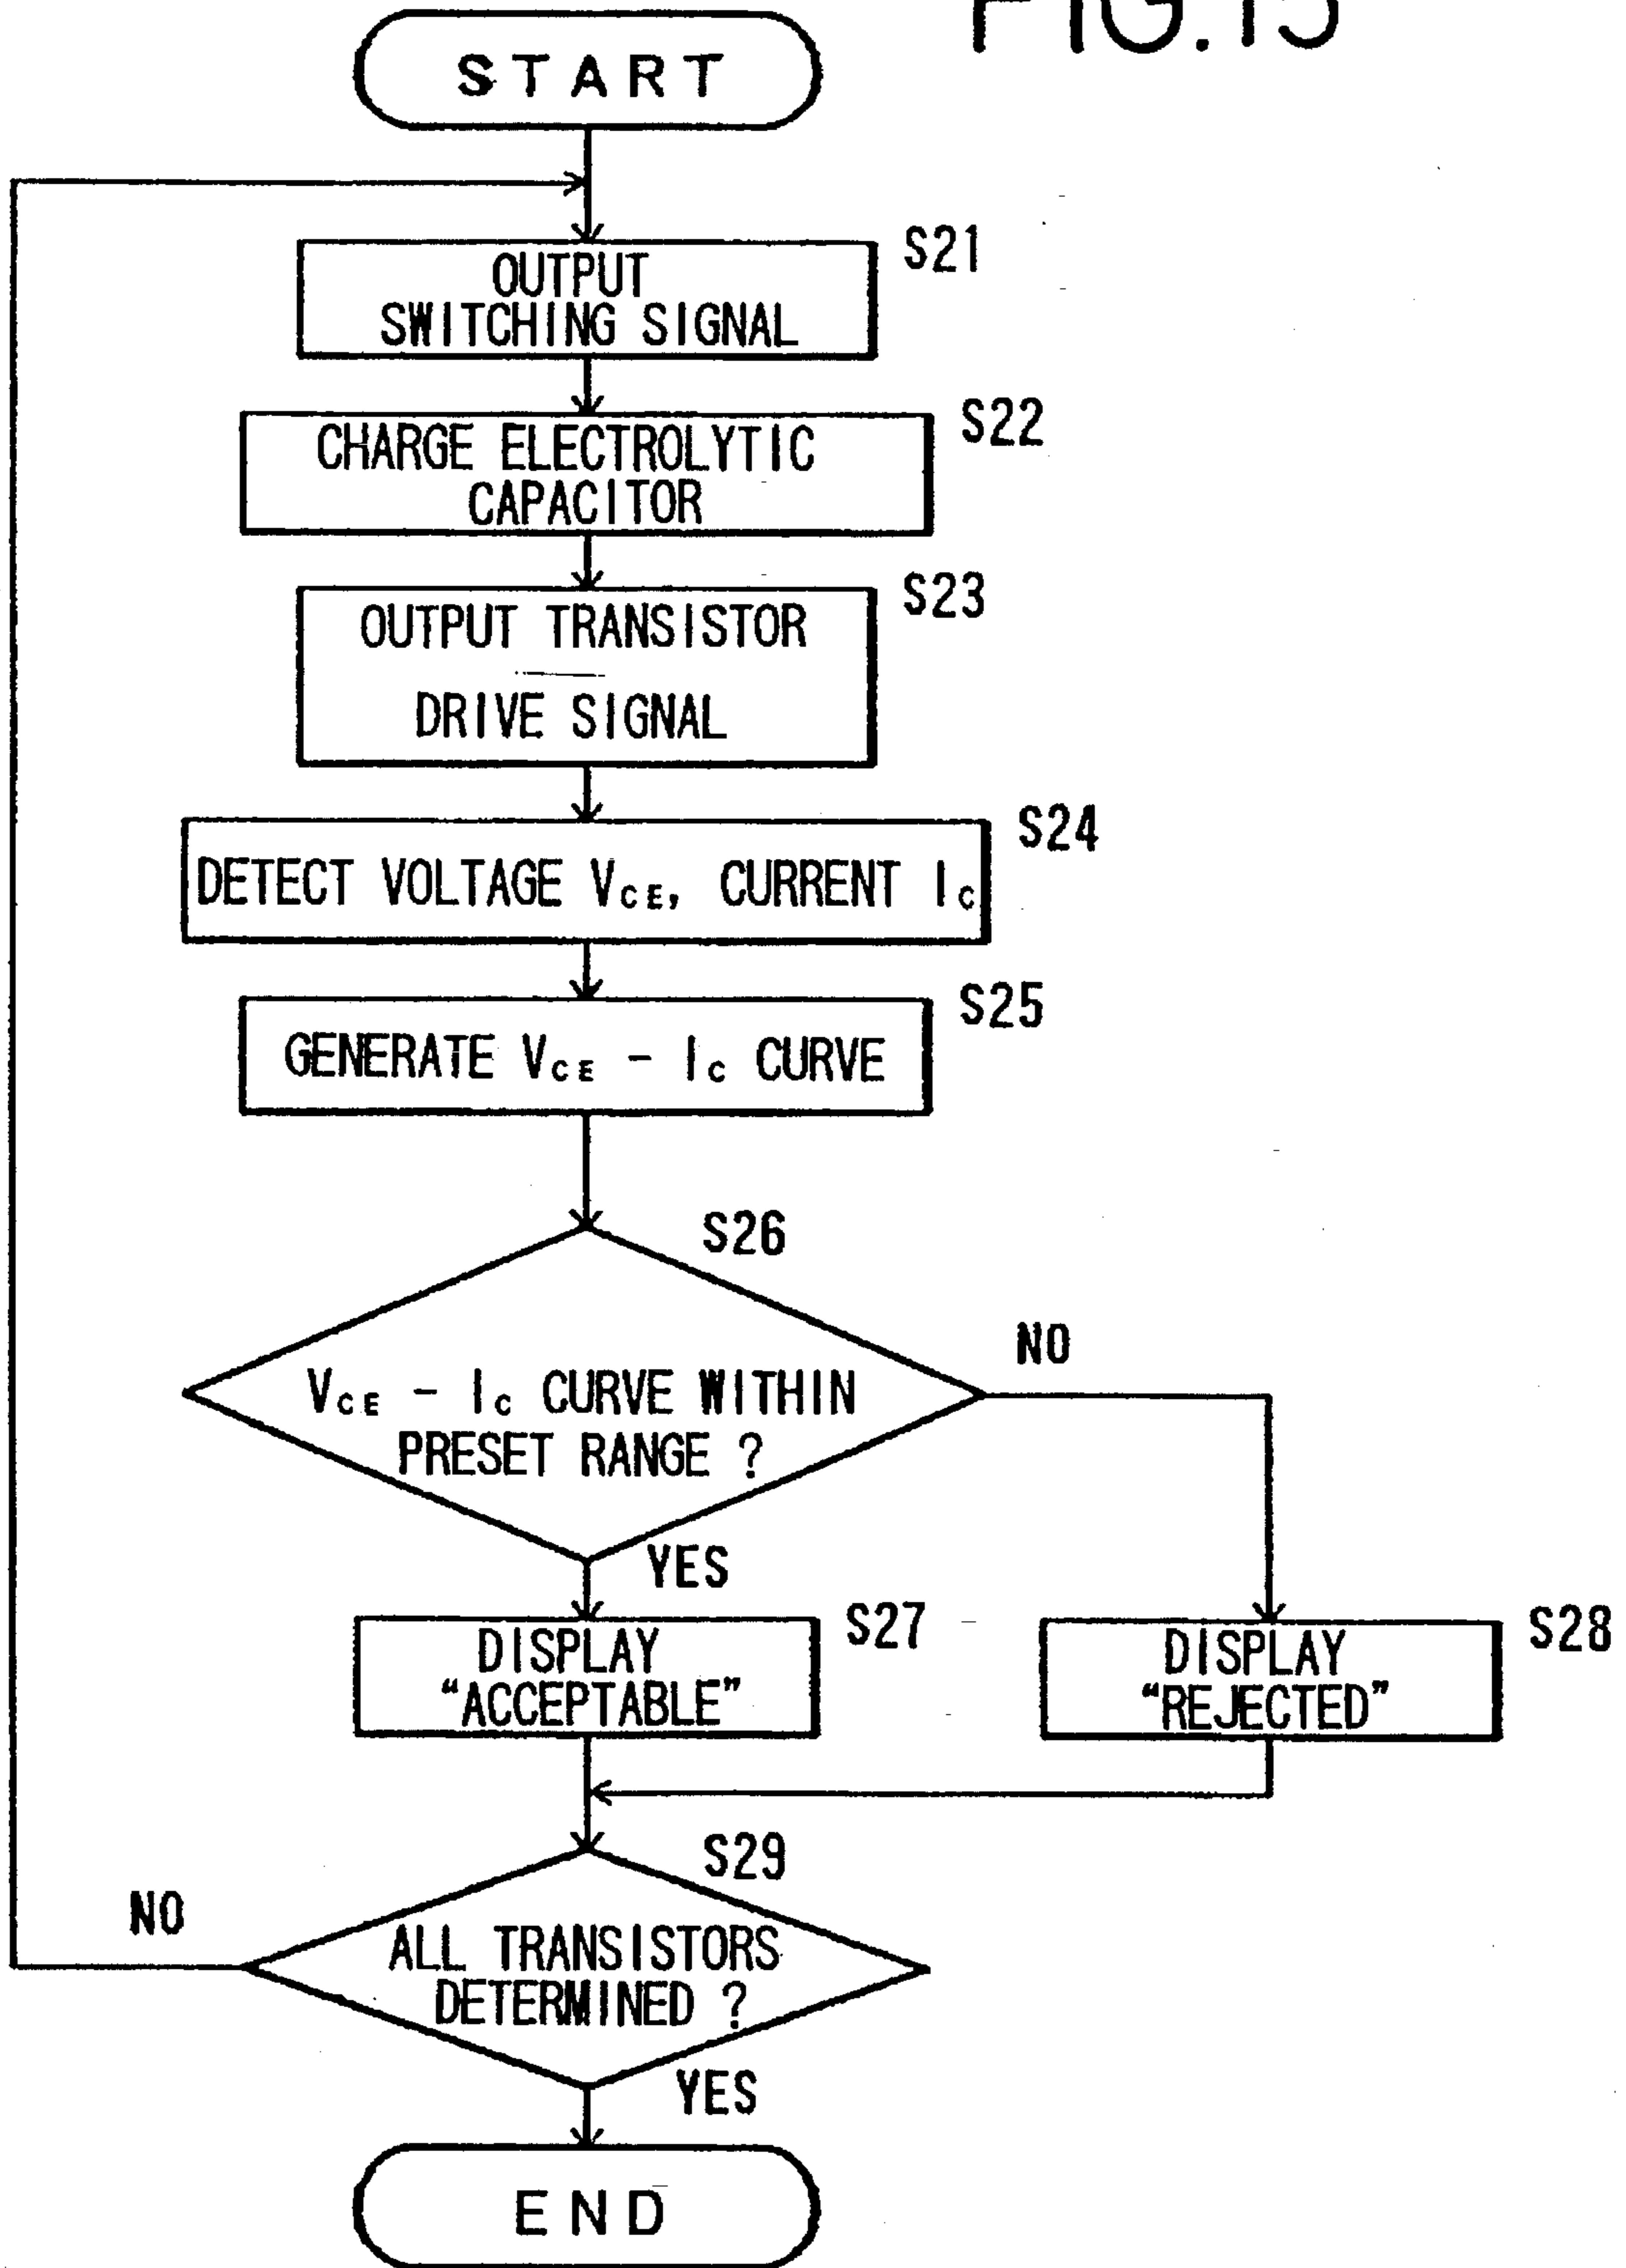 FIG. 15
START
S21
OUTPUT
SWITCHING SIGNAL
S22
CHARGE ELECTROLYTIC
CAPACITOR
S23
OUTPUT TRANSISTOR
DRIVE SIGNAL
S24
DETECT VOLTAGE VCE, CURRENT IC
S25
GENERATE VCE - IC CURVE
S26
NO
VCE - IC CURVE WITHIN
PRESET RANGE ?
YES
S27
DISPLAY
“ACCEPTABLE”
S28
DISPLAY
“REJECTED”
S29
NO
ALL TRANSISTORS
DETERMINED ?
YES
END